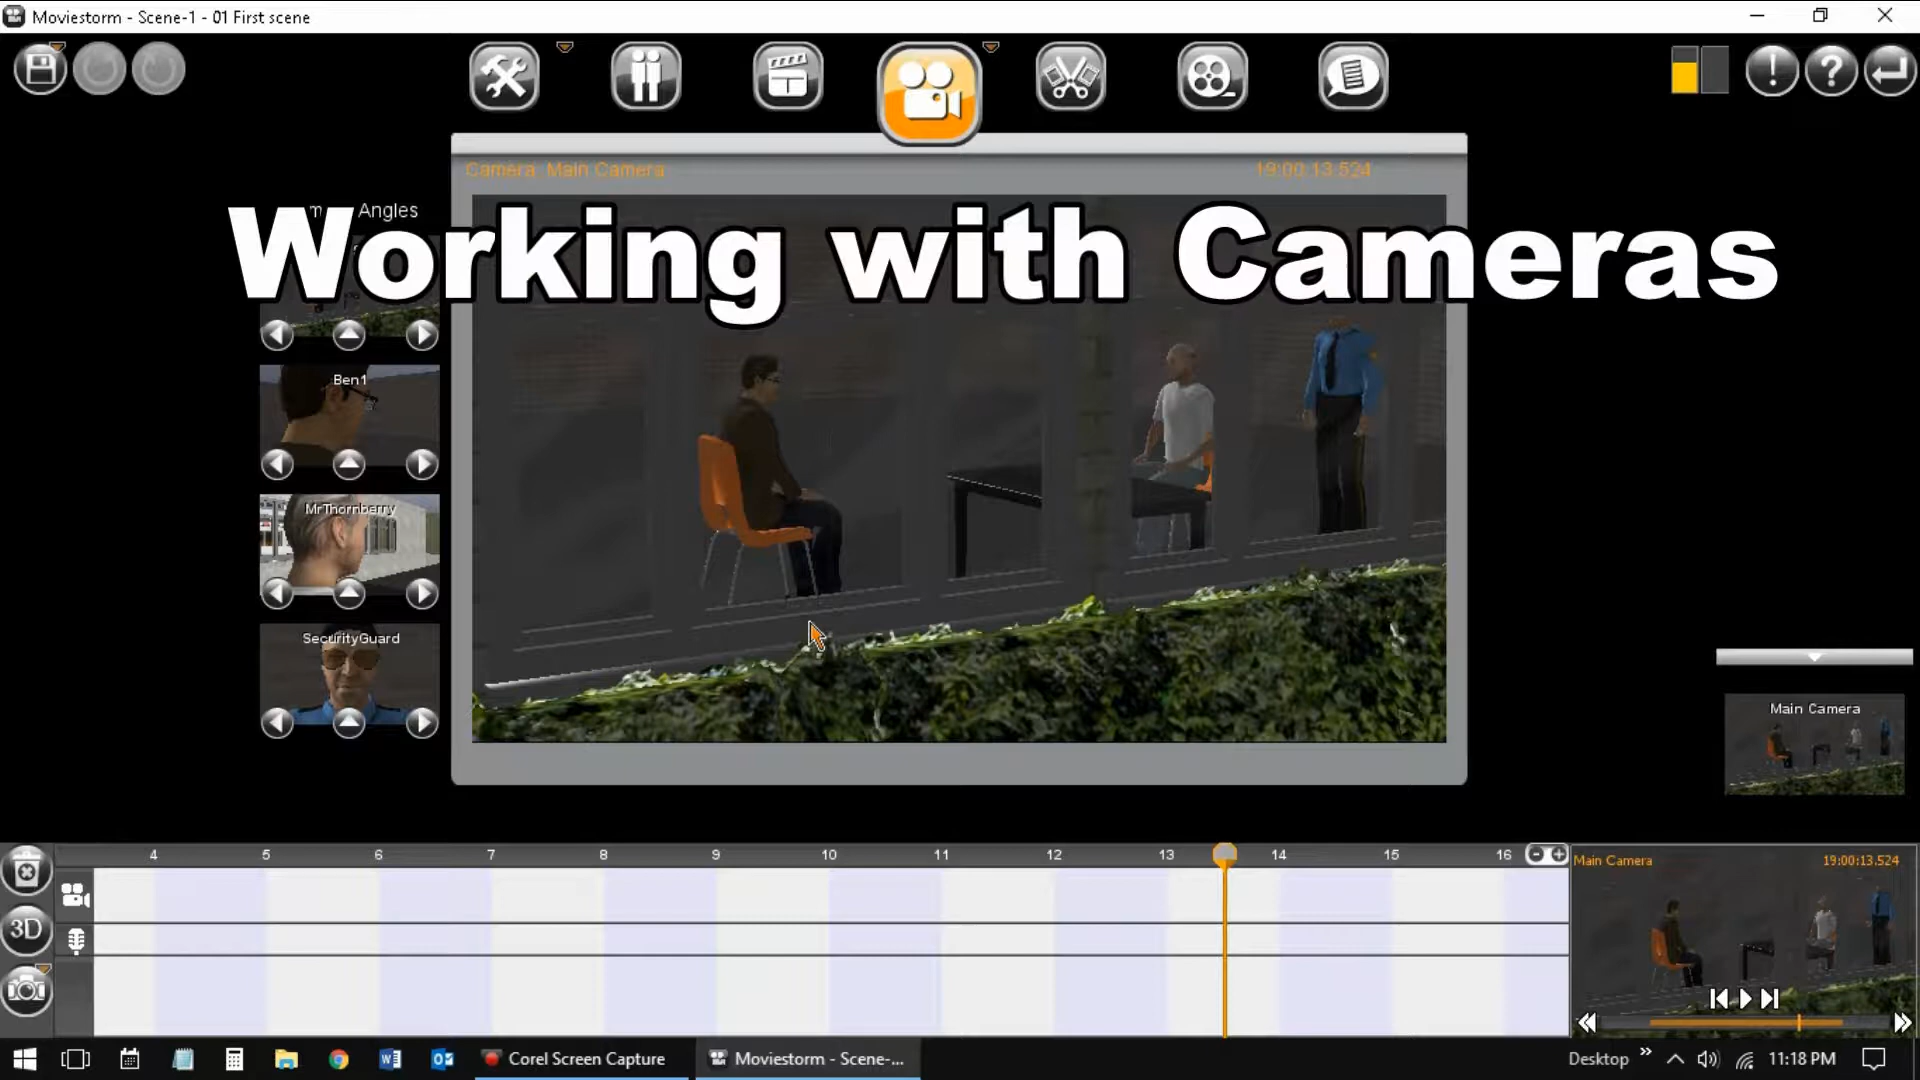 Moviestorm - Scene-1 - 01 First scene
Camera: Main Camera
19:00:13.524
Angles
Working with Cameras
Ben1
MrThornberry
SecurityGuard
Main Camera
4 5 6 7 8 9 10 11 12 13 14 15 16
Main Camera 19:00:13.524
3D
Corel Screen Capture
Moviestorm - Scene-...
Desktop
11:18 PM